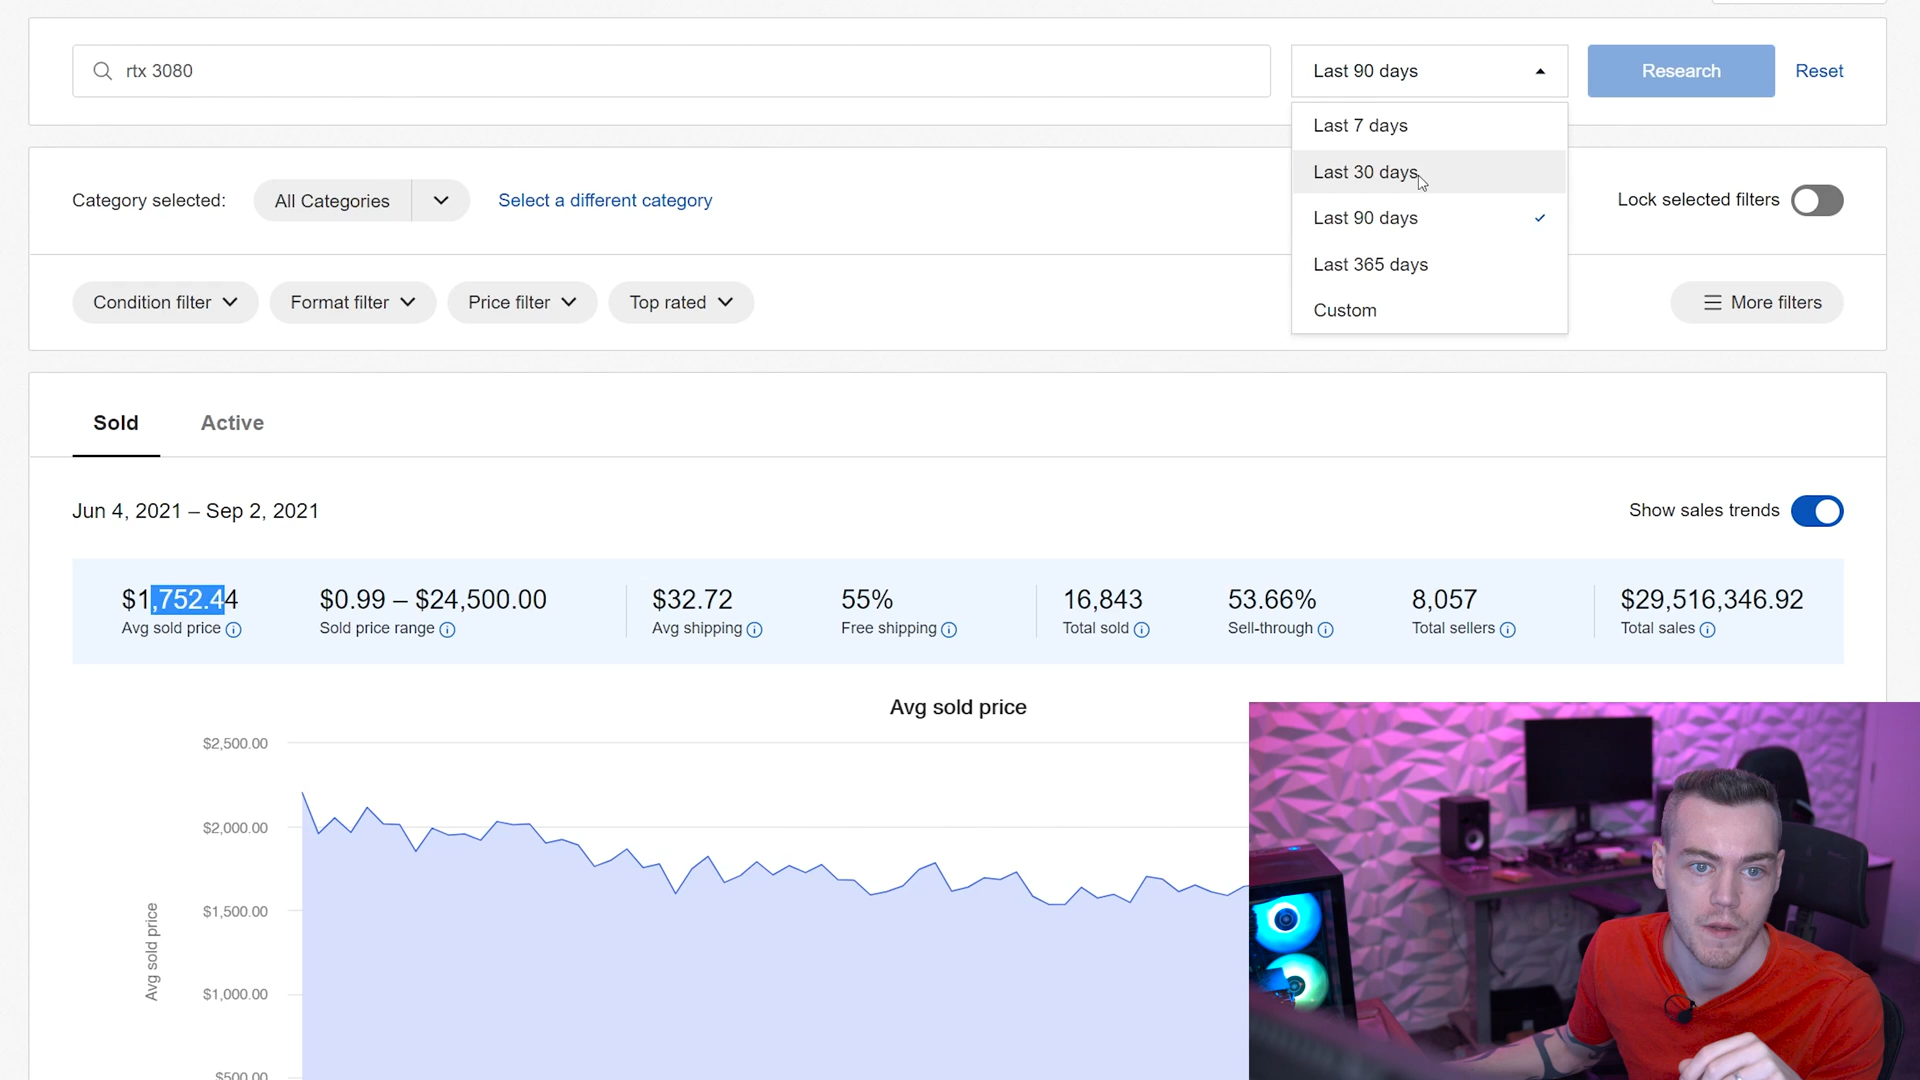 rtx 3080
Last 90 days
Research
Reset
Last 7 days
Last 30 days
Last 90 days
Last 365 days
Custom
Category selected:
All Categories
Select a different category
Lock selected filters
Condition filter
Format filter
Price filter
Top rated
More filters
Sold
Active
Jun 4, 2021 – Sep 2, 2021
Show sales trends
$1,752.44
Avg sold price
$0.99 – $24,500.00
Sold price range
$32.72
Avg shipping
55%
Free shipping
16,843
Total sold
53.66%
Sell-through
8,057
Total sellers
$29,516,346.92
Total sales
Avg sold price
$2,500.00
$2,000.00
$1,500.00
$1,000.00
$500.00
Avg sold price